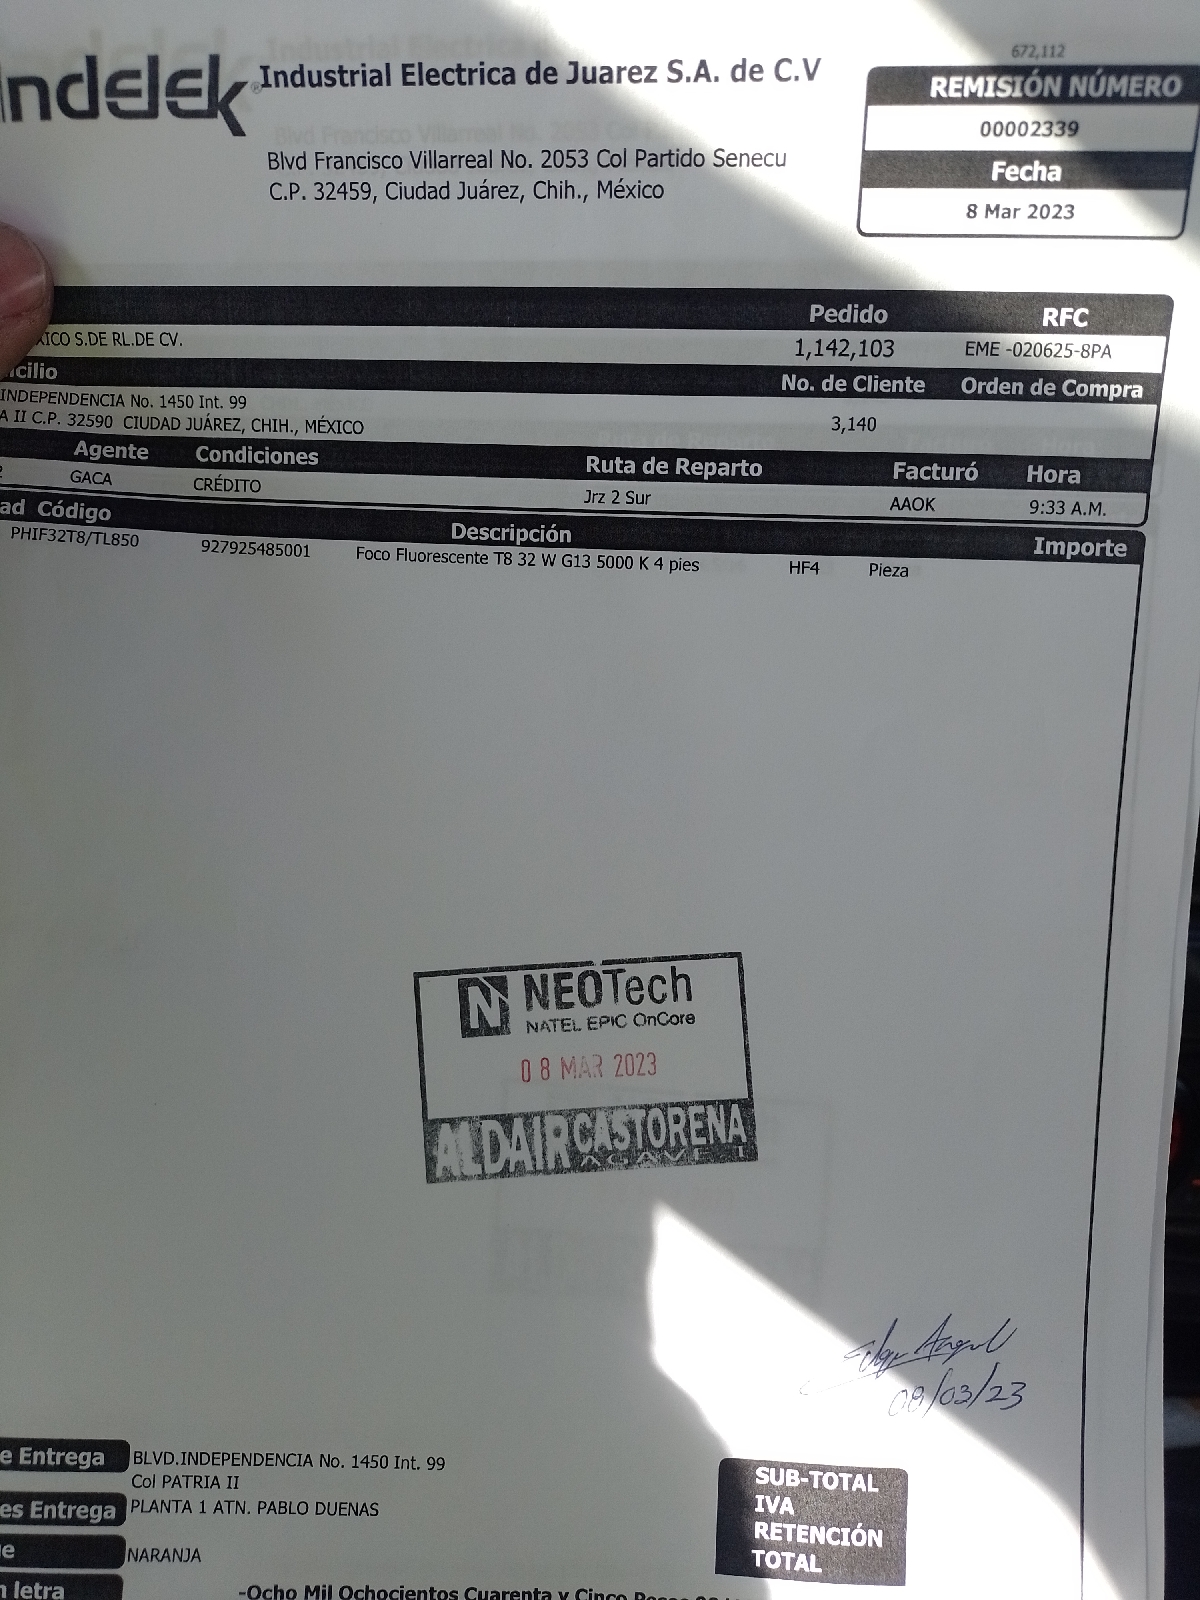 Indelek® Industrial Electrica de Juarez S.A. de C.V
Blvd Francisco Villarreal No. 2053 Col Partido Senecu
C.P. 32459, Ciudad Juárez, Chih., México
672,112
REMISIÓN NÚMERO
00002339
Fecha
8 Mar 2023
Pedido RFC
XICO S.DE RL.DE CV. 1,142,103 EME -020625-8PA
icilio No. de Cliente Orden de Compra
INDEPENDENCIA No. 1450 Int. 99
A II C.P. 32590 CIUDAD JUÁREZ, CHIH., MÉXICO 3,140
Agente Condiciones Ruta de Reparto Facturó Hora
GACA CRÉDITO Jrz 2 Sur AAOK 9:33 A.M.
ad Código Descripción Importe
PHIF32T8/TL850 927925485001 Foco Fluorescente T8 32 W G13 5000 K 4 pies HF4 Pieza
NEOTech
NATEL EPIC OnCore
08 MAR 2023
ALDAIR CASTORENA
AGAVE 1
08/03/23
e Entrega BLVD.INDEPENDENCIA No. 1450 Int. 99
Col PATRIA II
es Entrega PLANTA 1 ATN. PABLO DUENAS
e NARANJA
n letra -Ocho Mil Ochocientos Cuarenta y Cinco Pesos
SUB-TOTAL
IVA
RETENCIÓN
TOTAL